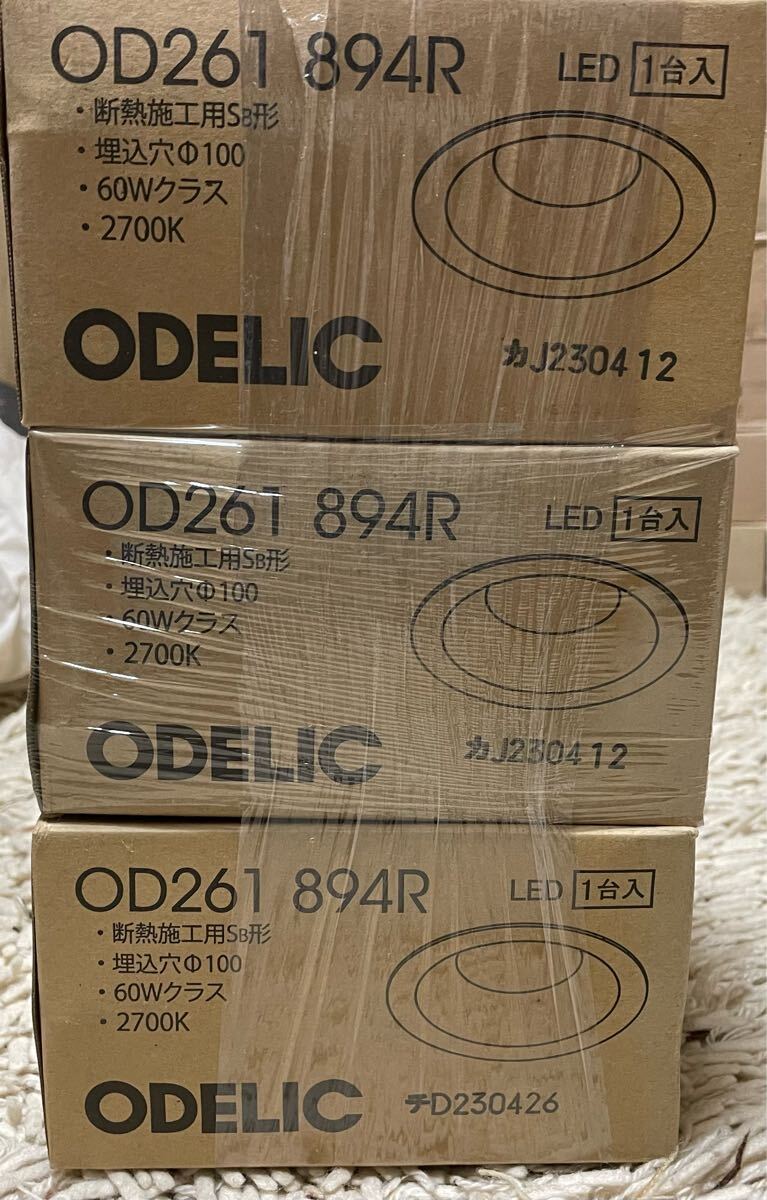 OD261 894R LED 1台入
・断熱施工用SB形
・埋込穴Φ100
・60Wクラス
・2700K
ODELIC カJ230412
OD261 894R LED 1台入
・断熱施工用SB形
・埋込穴Φ100
・60Wクラス
・2700K
ODELIC カJ230412
OD261 894R LED 1台入
・断熱施工用SB形
・埋込穴Φ100
・60Wクラス
・2700K
ODELIC チD230426